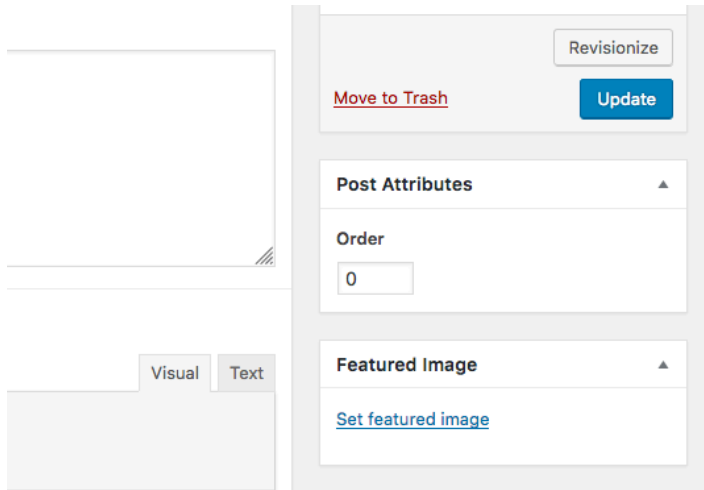 Revisionize
Move to Trash
Update
Post Attributes
Order
0
Visual
Text
Featured Image
Set featured image